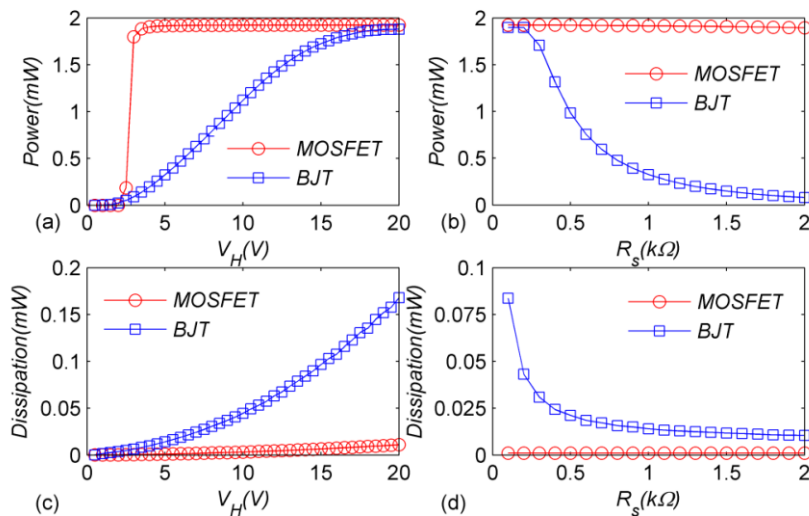 2
1.5
1
0.5
0
Power(mW)
MOSFET
BJT
(a)
0 5 10 15 20
V_H(V)
2
1.5
1
0.5
0
Power(mW)
MOSFET
BJT
(b)
0 0.5 1 1.5 2
R_s(kΩ)
0.2
0.15
0.1
0.05
0
Dissipation(mW)
MOSFET
BJT
(c)
0 5 10 15 20
V_H(V)
0.1
0.075
0.05
0.025
0
Dissipation(mW)
MOSFET
BJT
(d)
0 0.5 1 1.5 2
R_s(kΩ)